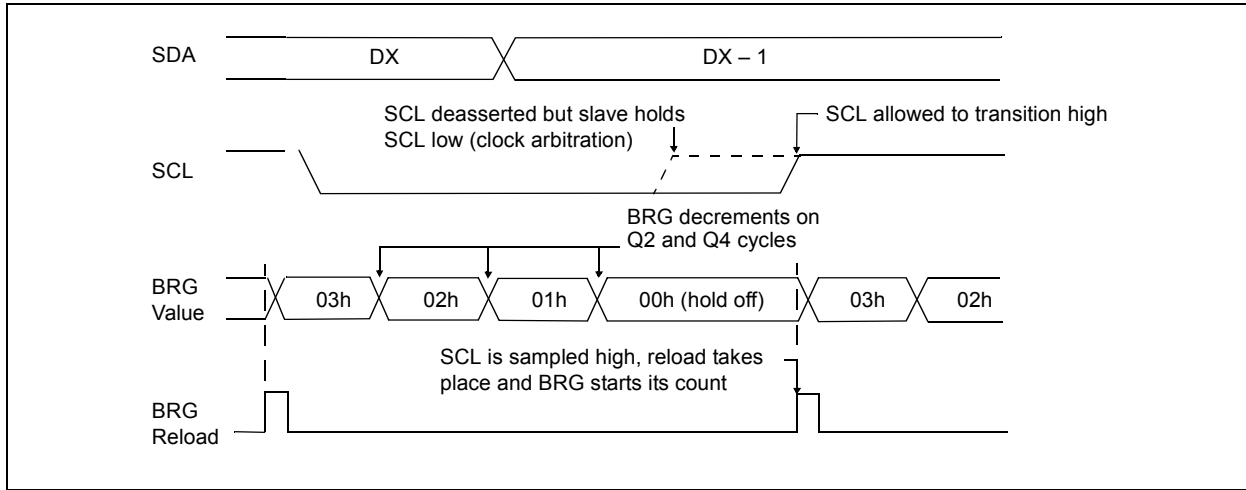 SDA
DX
DX – 1
SCL deasserted but slave holds
SCL low (clock arbitration)
SCL allowed to transition high
SCL
BRG decrements on
Q2 and Q4 cycles
BRG
Value
03h
02h
01h
00h (hold off)
03h
02h
SCL is sampled high, reload takes
place and BRG starts its count
BRG
Reload